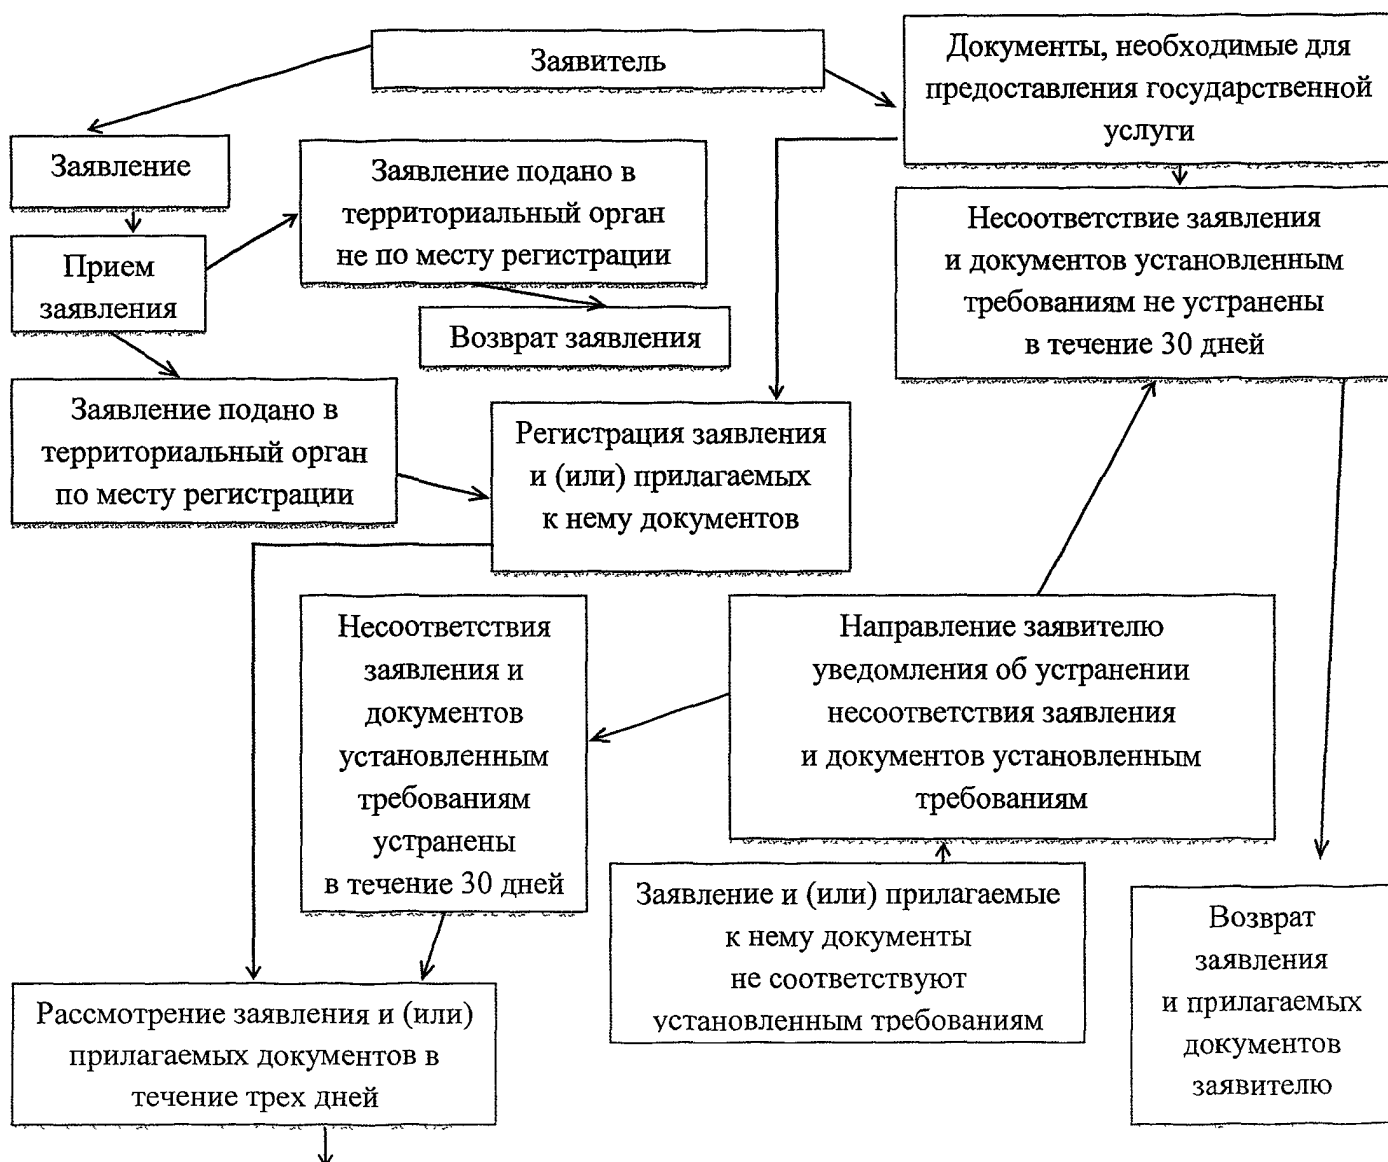 Заявитель
Документы, необходимые для
предоставления государственной
услуги
Заявление
Заявление подано в
территориальный орган
не по месту регистрации
Несоответствие заявления
и документов установленным
требованиям не устранены
в течение 30 дней
Прием
заявления
Возврат заявления
Заявление подано в
территориальный орган
по месту регистрации
Регистрация заявления
и (или) прилагаемых
к нему документов
Несоответствия
заявления и
документов
установленным
требованиям
устранены
в течение 30 дней
Направление заявителю
уведомления об устранении
несоответствия заявления
и документов установленным
требованиям
Заявление и (или) прилагаемые
к нему документы
не соответствуют
установленным требованиям
Возврат
заявления
и прилагаемых
документов
заявителю
Рассмотрение заявления и (или)
прилагаемых документов в
течение трех дней